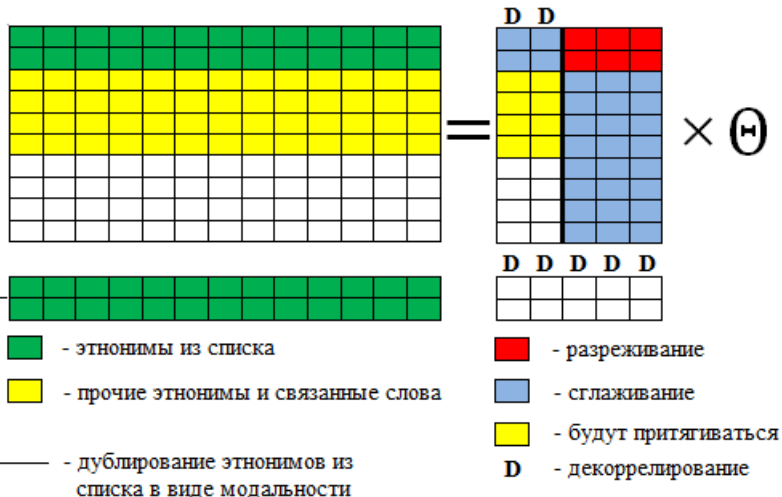 D D
= × Θ
D D D D D
- этнонимы из списка
- разреживание
- прочие этнонимы и связанные слова
- сглаживание
- будут притягиваться
- дублирование этнонимов из
списка в виде модальности
D - декоррелирование